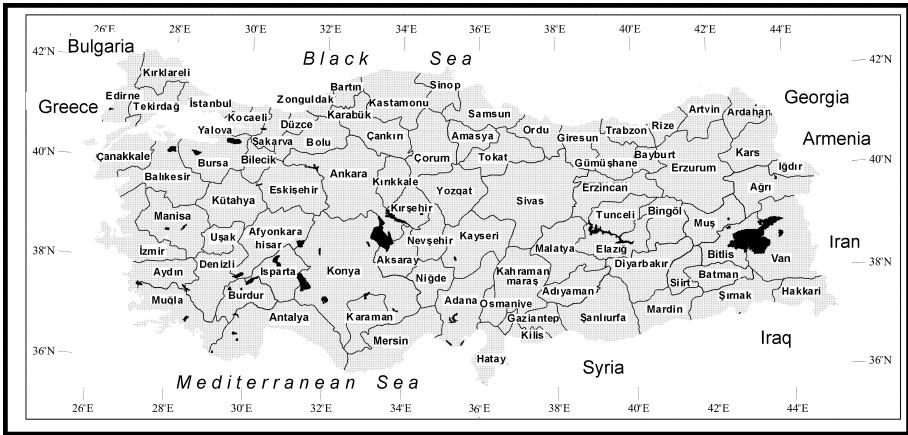 26°E 28°E 30°E 32°E 34°E 36°E 38°E 40°E 42°E 44°E
42°N
42°N
Bulgaria
Black Sea
Kırklareli
Edirne
Tekirdağ
İstanbul
Greece
Zonguldak
Bartın
Kastamonu
Sinop
Karabük
Samsun
Artvin
Ardahan
Georgia
Kocaeli
Yalova
Düzce
Sakarva
Bolu
Çankırı
Amasya
Ordu
Giresun
Trabzon
Rize
Armenia
40°N
40°N
Çanakkale
Bursa
Bilecik
Ankara
Çorum
Tokat
Gümüşhane
Bayburt
Erzurum
Kars
Iğdır
Balıkesir
Kütahya
Eskişehir
Kırıkkale
Yozgat
Sivas
Erzincan
Ağrı
Manisa
Uşak
Afyonkara
hisar
Kırşehir
Nevşehir
Kayseri
Tunceli
Bingöl
Muş
38°N
38°N
İzmir
Denizli
Isparta
Konya
Aksaray
Malatya
Elazığ
Diyarbakır
Bitlis
Van
Iran
Aydın
Niğde
Kahraman
maraş
Adıyaman
Siirt
Batman
Muğla
Burdur
Antalya
Karaman
Adana
Osmaniye
Gaziantep
Şanlıurfa
Mardin
Şırnak
Hakkari
Mersin
Kilis
Iraq
36°N
36°N
Hatay
Syria
Mediterranean Sea
26°E 28°E 30°E 32°E 34°E 36°E 38°E 40°E 42°E 44°E